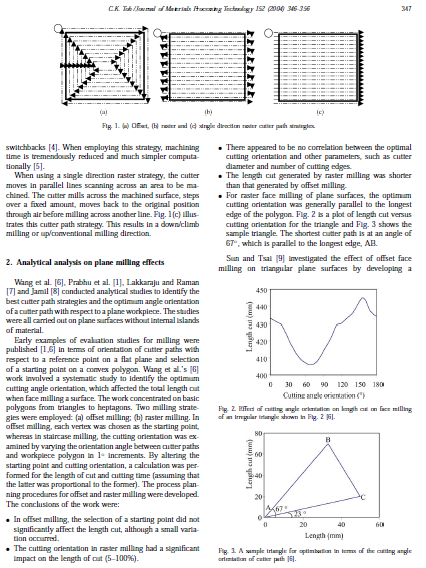 C.K. Toh / Journal of Materials Processing Technology 152 (2004) 346–356
347
(a)
(b)
(c)
Fig. 1. (a) Offset, (b) raster and (c) single direction raster cutter path strategies.
switchbacks [4]. When employing this strategy, machining
time is tremendously reduced and much simpler computa-
tionally [5].
When using a single direction raster strategy, the cutter
moves in parallel lines scanning across an area to be ma-
chined. The cutter mills across the machined surface, steps
over a fixed amount, moves back to the original position
through air before milling across another line. Fig. 1(c) illus-
trates this cutter path strategy. This results in a down/climb
milling or up/conventional milling direction.
2. Analytical analysis on plane milling effects
Wang et al. [6], Prabhu et al. [1], Lakkaraju and Raman
[7] and Jamil [8] conducted analytical studies to identify the
best cutter path strategies and the optimum angle orientation
of a cutter path with respect to a plane workpiece. The studies
were all carried out on plane surfaces without internal islands
of material.
Early examples of evaluation studies for milling were
published [1,6] in terms of orientation of cutter paths with
respect to a reference point on a flat plane and selection
of a starting point on a convex polygon. Wang et al.'s [6]
work involved a systematic study to identify the optimum
cutting angle orientation, which affected the total length cut
when face milling a surface. The work concentrated on basic
polygons from triangles to heptagons. Two milling strate-
gies were employed: (a) offset milling; (b) raster milling. In
offset milling, each vertex was chosen as the starting point,
whereas in staircase milling, the cutting orientation was ex-
amined by varying the orientation angle between cutter paths
and workpiece polygon in 1° increments. By altering the
starting point and cutting orientation, a calculation was per-
formed for the length of cut and cutting time (assuming that
the latter was proportional to the former). The process plan-
ning procedures for offset and raster milling were developed.
The conclusions of the work were:
• In offset milling, the selection of a starting point did not
significantly affect the length cut, although a small varia-
tion occurred.
• The cutting orientation in raster milling had a significant
impact on the length of cut (5–100%).
• There appeared to be no correlation between the optimal
cutting orientation and other parameters, such as cutter
diameter and number of cutting edges.
• The length cut generated by raster milling was shorter
than that generated by offset milling.
• For raster face milling of plane surfaces, the optimum
cutting orientation was generally parallel to the longest
edge of the polygon. Fig. 2 is a plot of length cut versus
cutting orientation for the triangle and Fig. 3 shows the
sample triangle. The shortest cutter path is at an angle of
67°, which is parallel to the longest edge, AB.
Sun and Tsai [9] investigated the effect of offset face
milling on triangular plane surfaces by developing a
450
440
430
420
410
400
Length cut (mm)
0 30 60 90 120 150 180
Cutting angle orientation (°)
Fig. 2. Effect of cutting angle orientation on length cut on face milling
of an irregular triangle shown in Fig. 2 [6].
80
60
40
20
0
Length cut (mm)
B
C
A
67°
23°
0 20 40 60
Length (mm)
Fig. 3. A sample triangle for optimisation in terms of the cutting angle
orientation of cutter path [6].